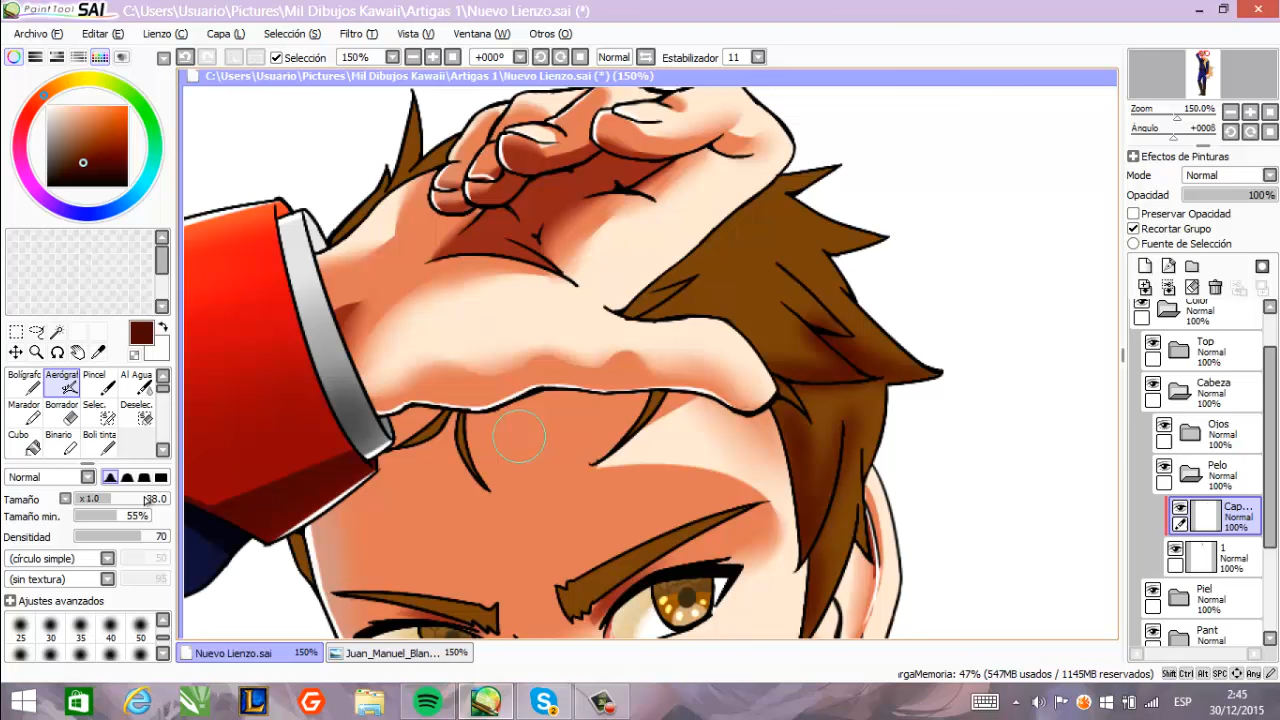 PaintTool SAI C:\Users\Usuario\Pictures\Mil Dibujos Kawaii\Artigas 1\Nuevo Lienzo.sai (*)
Archivo (F) Editar (E) Lienzo (C) Capa (L) Selección (S) Filtro (T) Vista (V) Ventana (W) Otros (O)
Selección 150% +000º Normal Estabilizador 11
C:\Users\Usuario\Pictures\Mil Dibujos Kawaii\Artigas 1\Nuevo Lienzo.sai (*) (150%)
Zoom 150.0%
Ángulo +000ß
Efectos de Pinturas
Mode Normal
Opacidad 100%
Preservar Opacidad
Recortar Grupo
Fuente de Selección
Color
100%
Top
Normal
100%
Cabeza
Normal
100%
Ojos
Normal
100%
Pelo
Normal
100%
Cap...
Normal
100%
1
Normal
100%
Piel
Normal
100%
Pant
Normal
Bolígrafc Aerógral Pincel Al Agua
Marador Borrador Selec. Deselec.
Cubo Binario Boli tinta
Normal
Tamaño x 1.0 38.0
Tamaño min. 55%
Densitidad 70
(círculo simple) 50
(sin textura) 95
Ajustes avanzados
25 30 35 40 50
Nuevo Lienzo.sai 150% Juan_Manuel_Blan... 150%
argaMemoria: 47% (547MB usados / 1145MB reservados) Shift Ctrl Alt SPC Any
ESP
2:45
30/12/2015